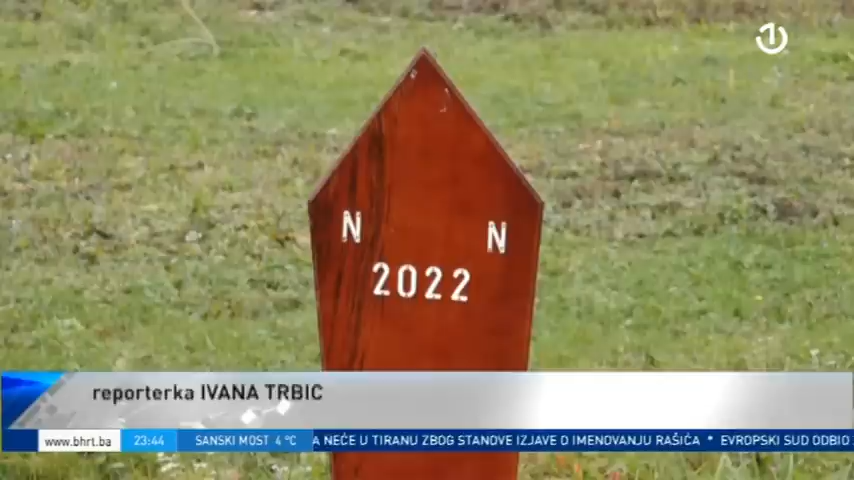 1
N N
2022
reporterka IVANA TRBIC
www.bhrt.ba 23:44 SANSKI MOST 4 °C A NEĆE U TIRANU ZBOG STANOVE IZJAVE O IMENOVANJU RAŠIĆA * EVROPSKI SUD ODBIO